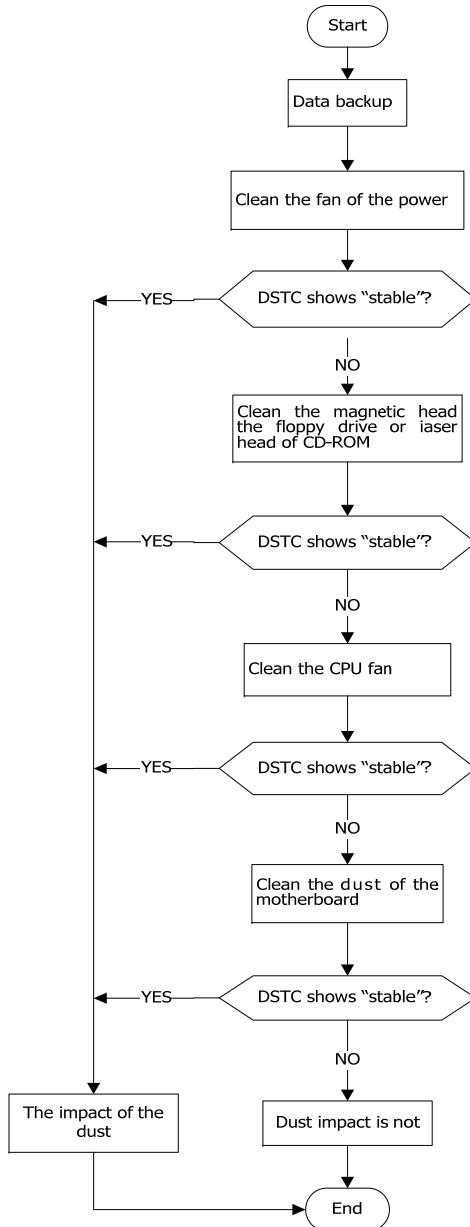 Start
Data backup
Clean the fan of the power
DSTC shows “stable”?
YES
NO
Clean the magnetic head
the floppy drive or iaser
head of CD-ROM
DSTC shows “stable”?
YES
NO
Clean the CPU fan
DSTC shows “stable”?
YES
NO
Clean the dust of the
motherboard
DSTC shows “stable”?
YES
NO
The impact of the
dust
Dust impact is not
End